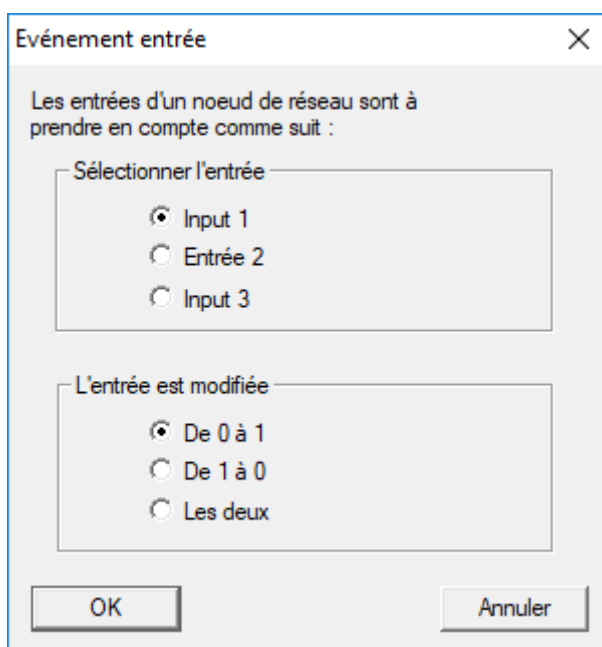 Evénement entrée
Les entrées d'un noeud de réseau sont à
prendre en compte comme suit :
Sélectionner l'entrée
Input 1
Entrée 2
Input 3
L'entrée est modifiée
De 0 à 1
De 1 à 0
Les deux
OK
Annuler